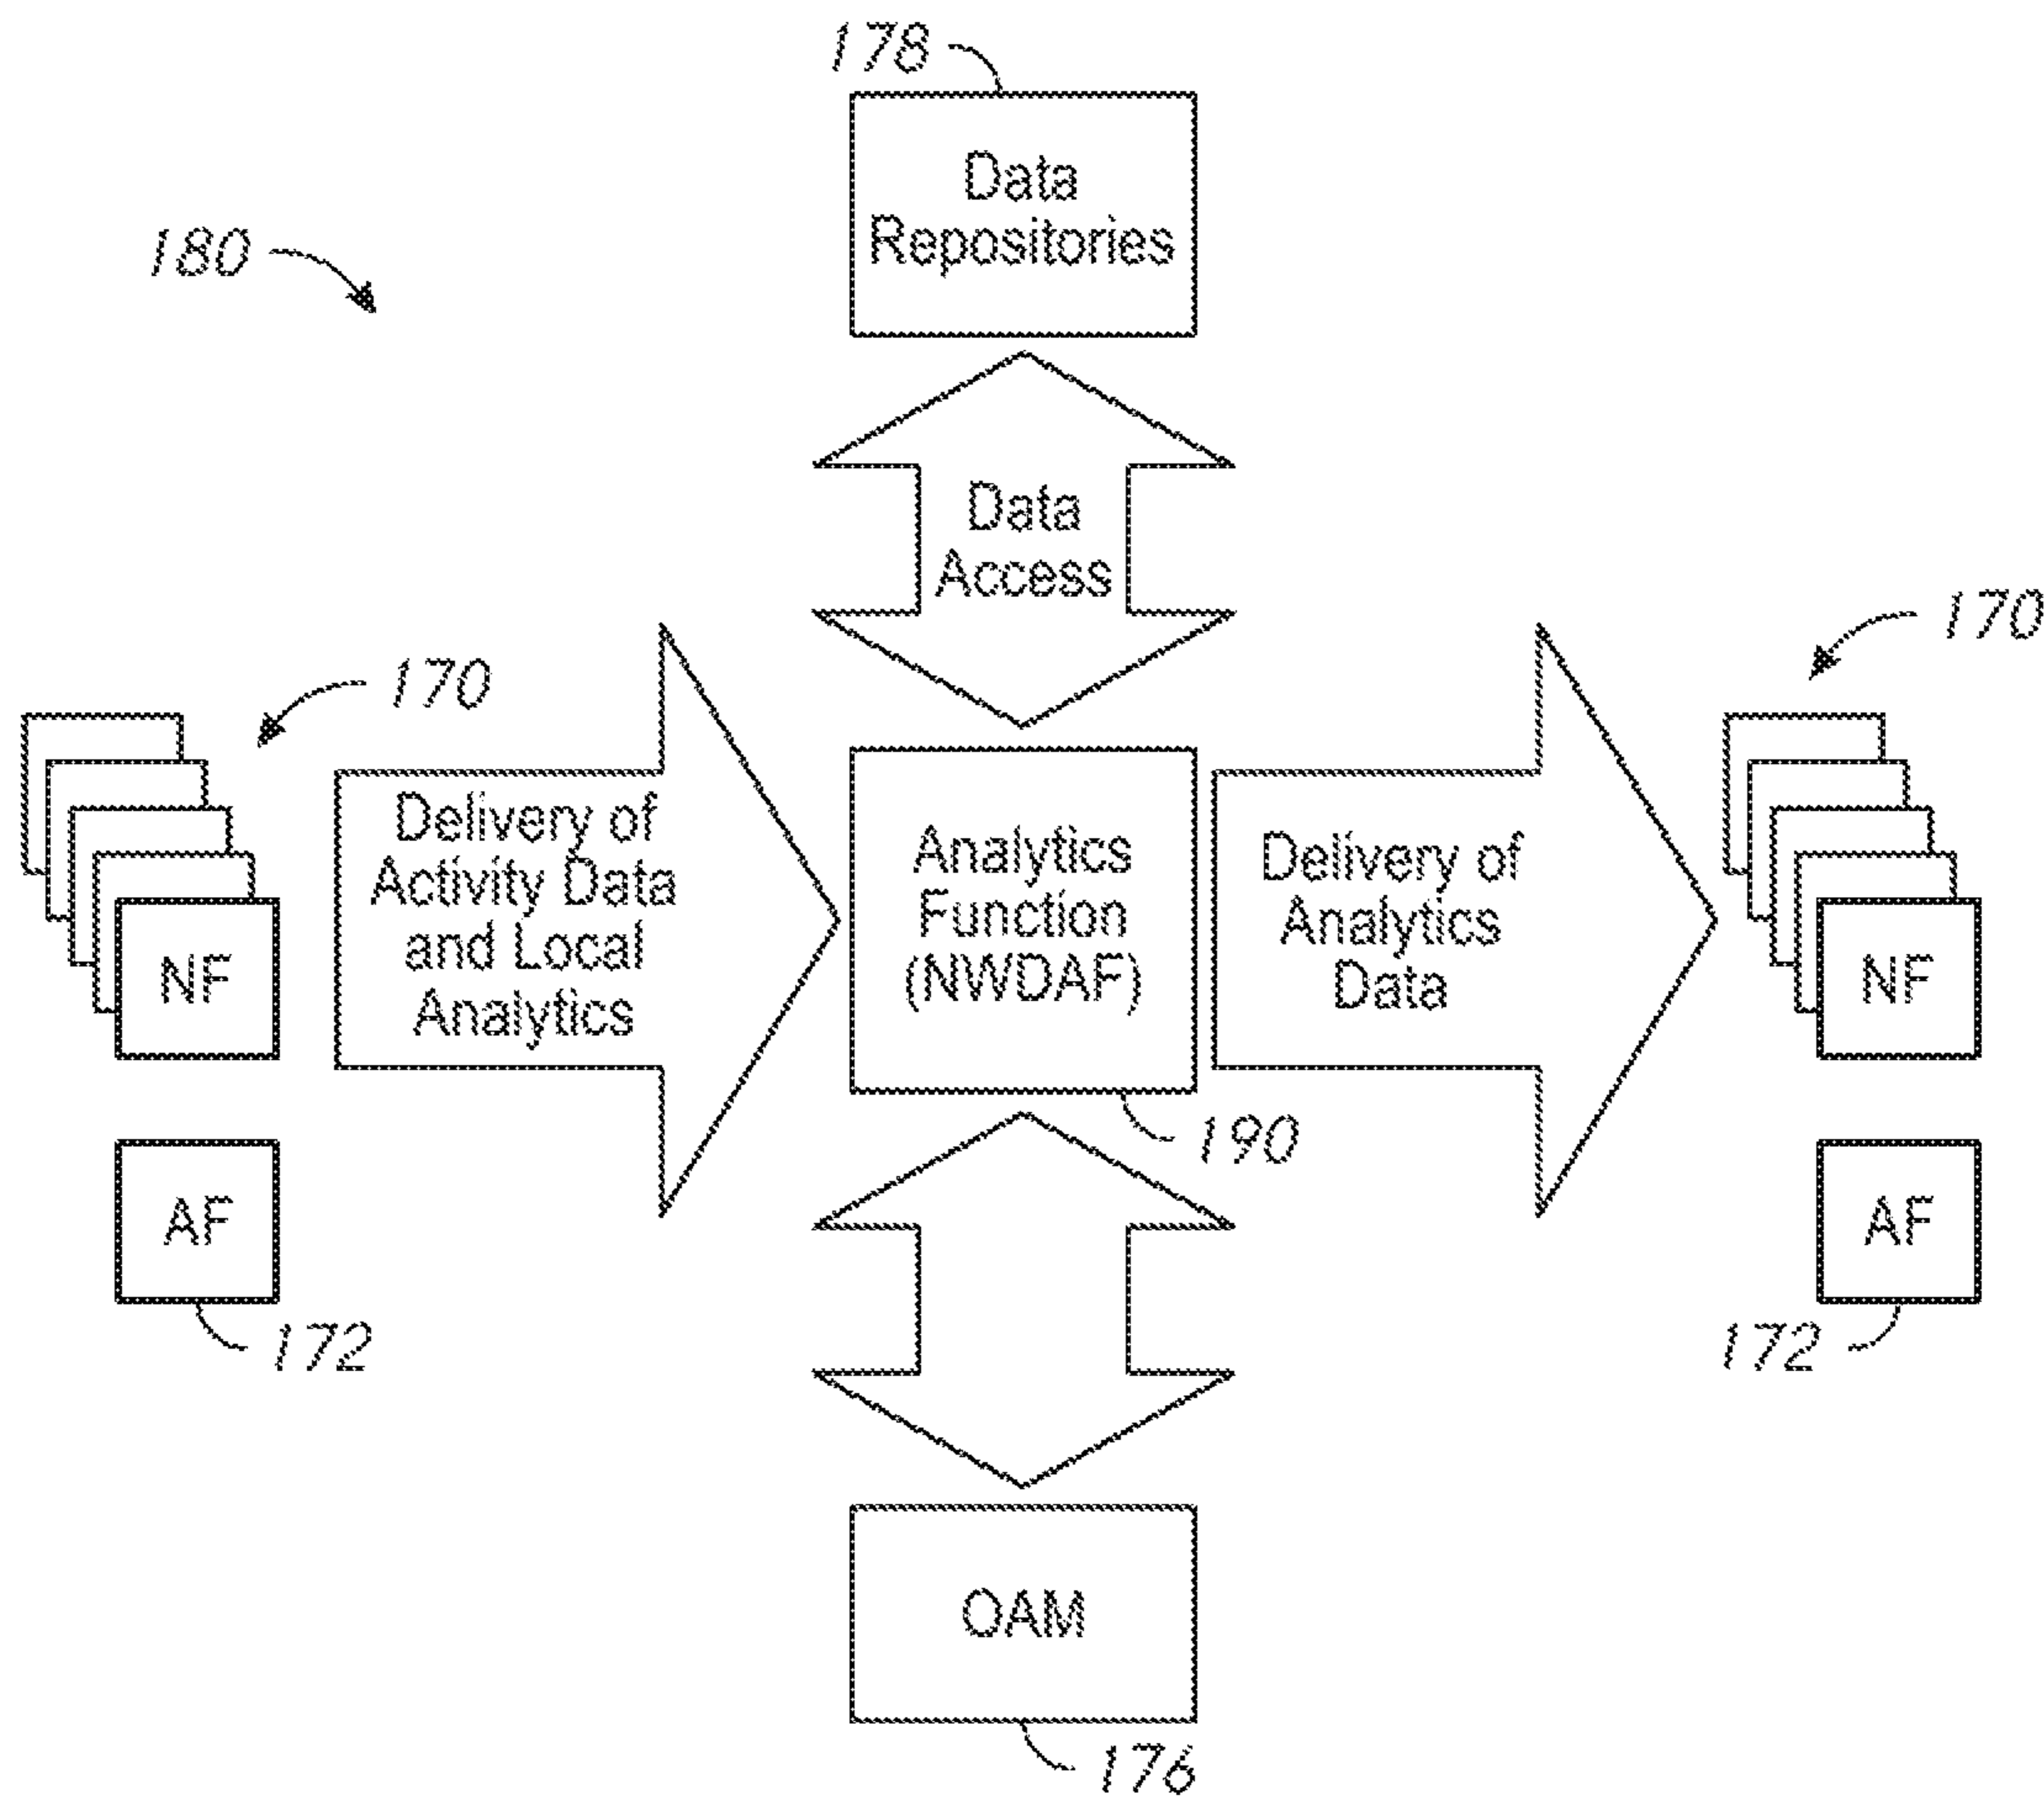 178
Data
Repositories
180
Data
Access
170
170
Delivery of
Activity Data
and Local
Analytics
Analytics
Function
(NWDAF)
Delivery of
Analytics
Data
NF
NF
190
AF
AF
172
172
OAM
176